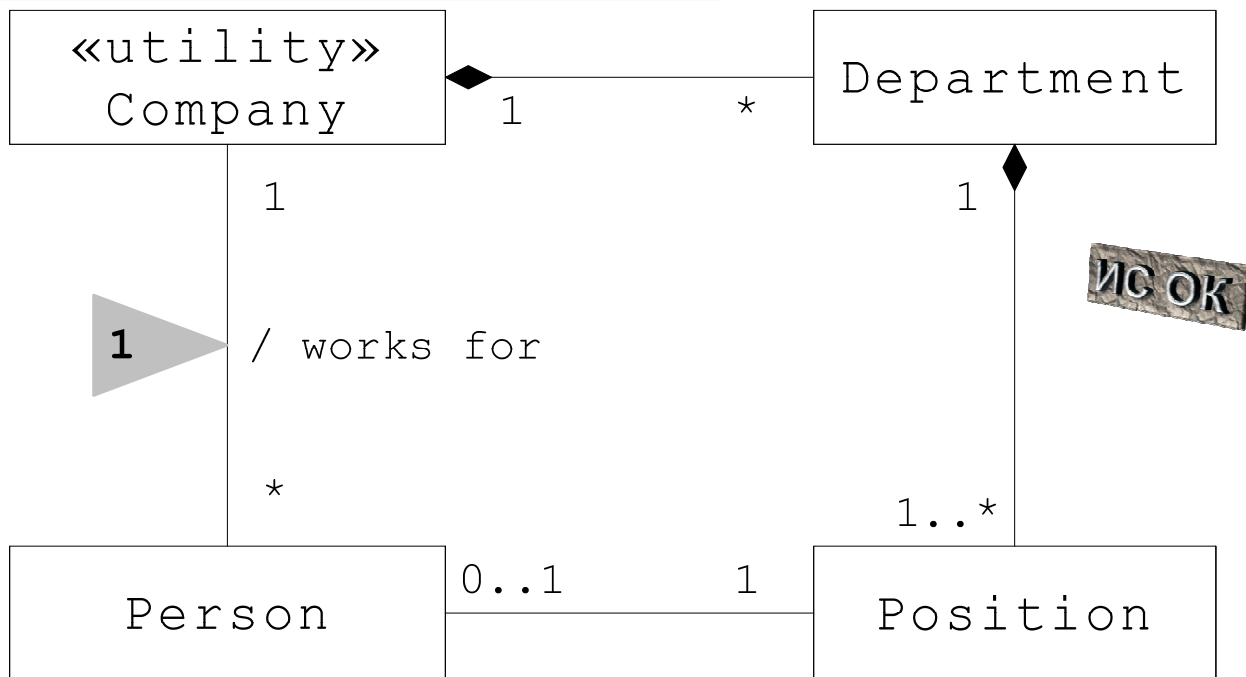 «utility»
Company
Department
1
*
1
1
ИС ОК
1
/ works for
*
1..*
0..1
1
Person
Position